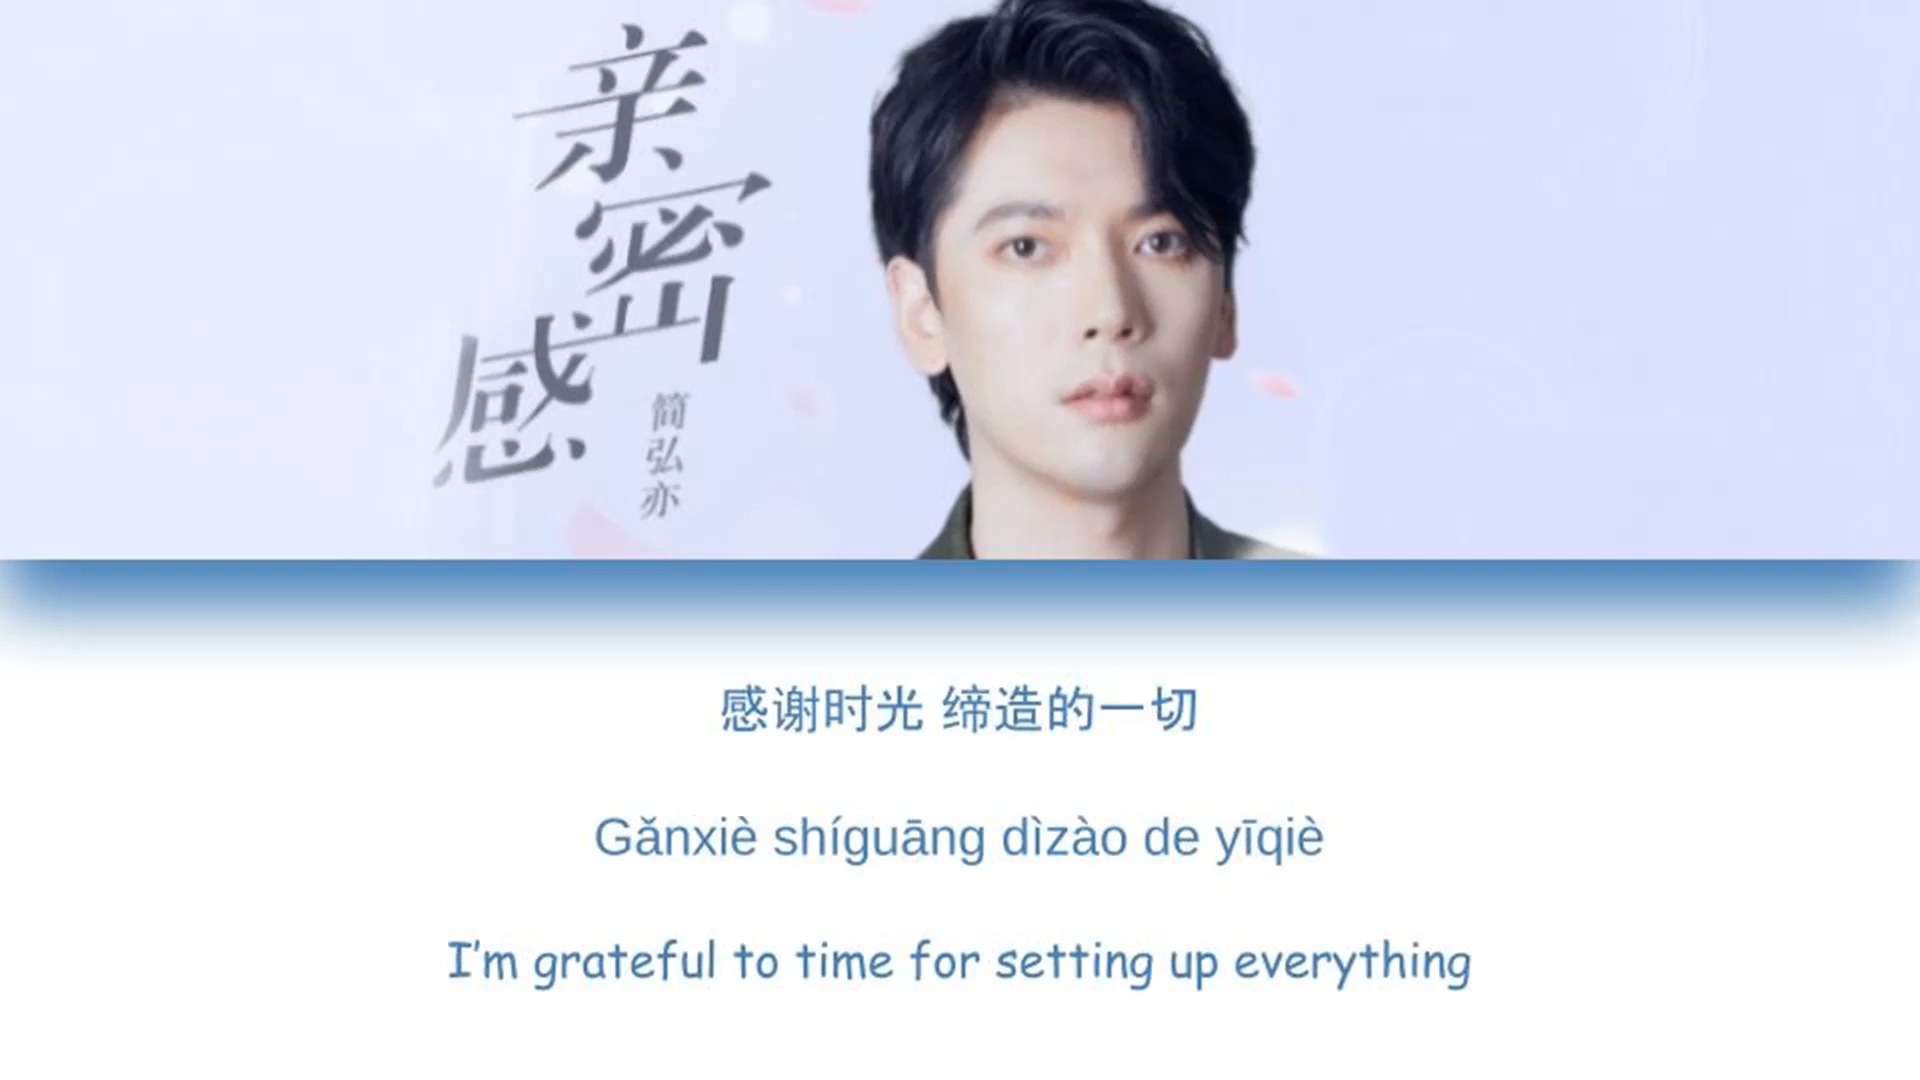 亲密感
简弘亦
感谢时光 缔造的一切
Gǎnxiè shíguāng dìzào de yīqiè
I'm grateful to time for setting up everything